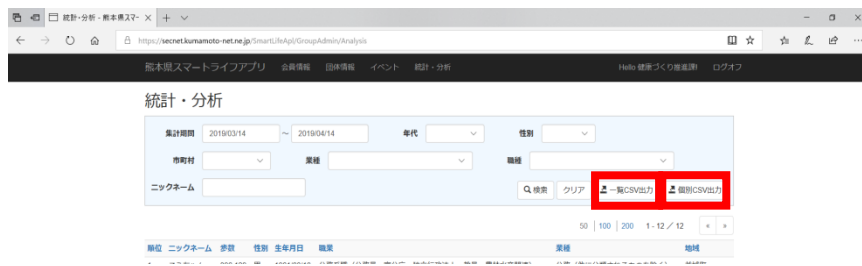 統計・分析 - 熊本県スマー
https://secnet.kumamoto-net.ne.jp/SmartLifeApl/GroupAdmin/Analysis
熊本県スマートライフアプリ 会員情報 団体情報 イベント 統計・分析 Hello 健康づくり推進課! ログオフ
統計・分析
集計期間 2019/03/14 ~ 2019/04/14 年代 性別
市町村 業種 職種
ニックネーム 検索 クリア 一覧CSV出力 個別CSV出力
50 | 100 | 200 1 - 12 / 12 « »
順位 ニックネーム 歩数 性別 生年月日 職業 業種 地域